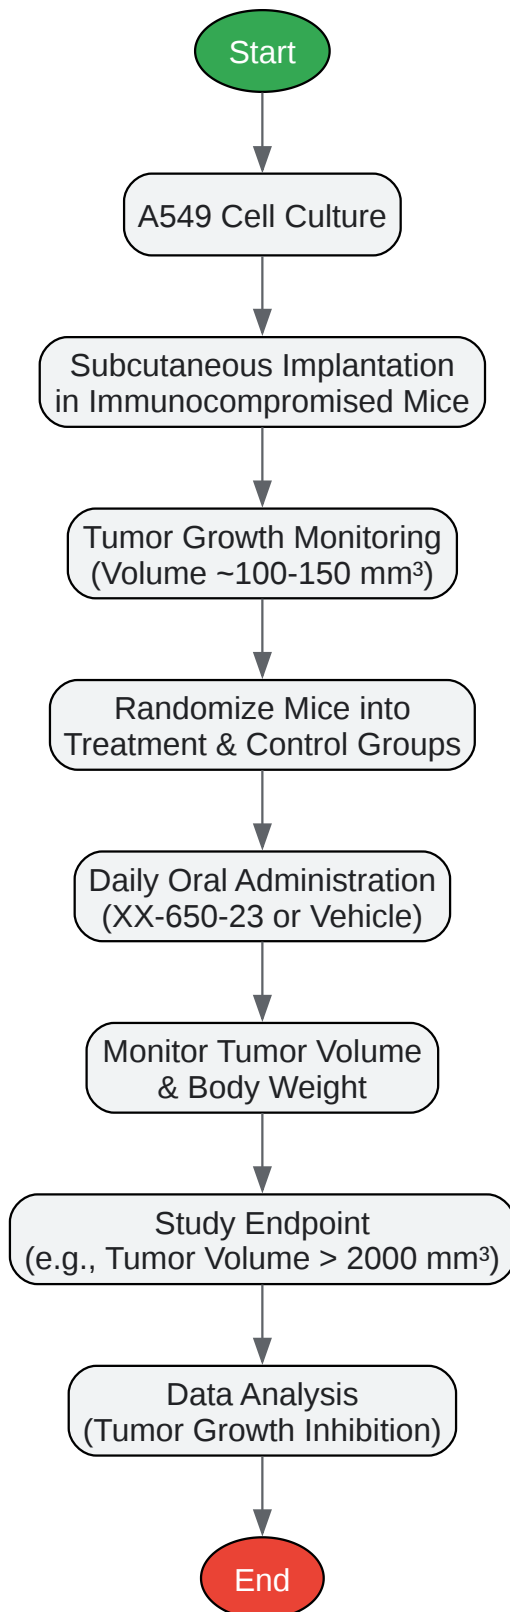 Start
A549 Cell Culture
Subcutaneous Implantation
in Immunocompromised Mice
Tumor Growth Monitoring
(Volume ~100-150 mm³)
Randomize Mice into
Treatment & Control Groups
Daily Oral Administration
(XX-650-23 or Vehicle)
Monitor Tumor Volume
& Body Weight
Study Endpoint
(e.g., Tumor Volume > 2000 mm³)
Data Analysis
(Tumor Growth Inhibition)
End